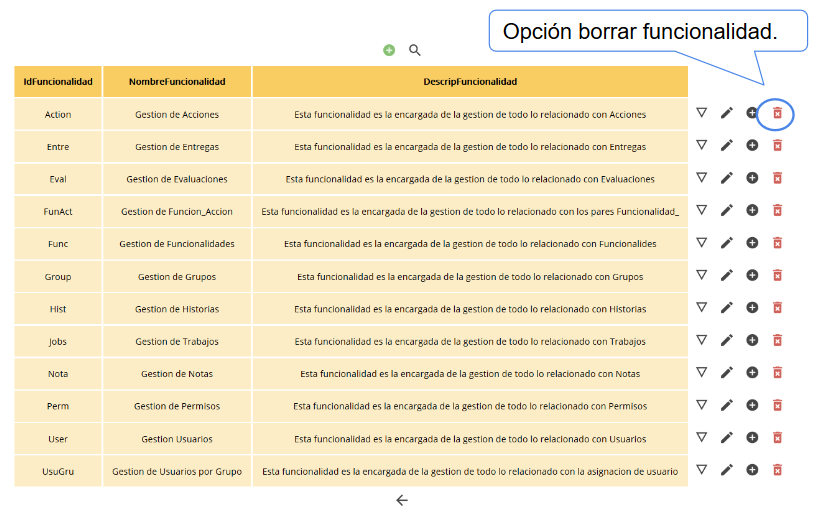 Opción borrar funcionalidad.
IdFuncionalidad NombreFuncionalidad DescripFuncionalidad
Action Gestion de Acciones Esta funcionalidad es la encargada de la gestion de todo lo relacionado con Acciones
Entre Gestion de Entregas Esta funcionalidad es la encargada de la gestion de todo lo relacionado con Entregas
Eval Gestion de Evaluaciones Esta funcionalidad es la encargada de la gestion de todo lo relacionado con Evaluaciones
FunAct Gestion de Funcion_Accion Esta funcionalidad es la encargada de la gestion de todo lo relacionado con los pares Funcionalidad_
Func Gestion de Funcionalidades Esta funcionalidad es la encargada de la gestion de todo lo relacionado con Funcionalides
Group Gestion de Grupos Esta funcionalidad es la encargada de la gestion de todo lo relacionado con Grupos
Hist Gestion de Historias Esta funcionalidad es la encargada de la gestion de todo lo relacionado con Historias
Jobs Gestion de Trabajos Esta funcionalidad es la encargada de la gestion de todo lo relacionado con Trabajos
Nota Gestion de Notas Esta funcionalidad es la encargada de la gestion de todo lo relacionado con Notas
Perm Gestion de Permisos Esta funcionalidad es la encargada de la gestion de todo lo relacionado con Permisos
User Gestion Usuarios Esta funcionalidad es la encargada de la gestion de todo lo relacionado con Usuarios
UsuGru Gestion de Usuarios por Grupo Esta funcionalidad es la encargada de la gestion de todo lo relacionado con la asignacion de usuario